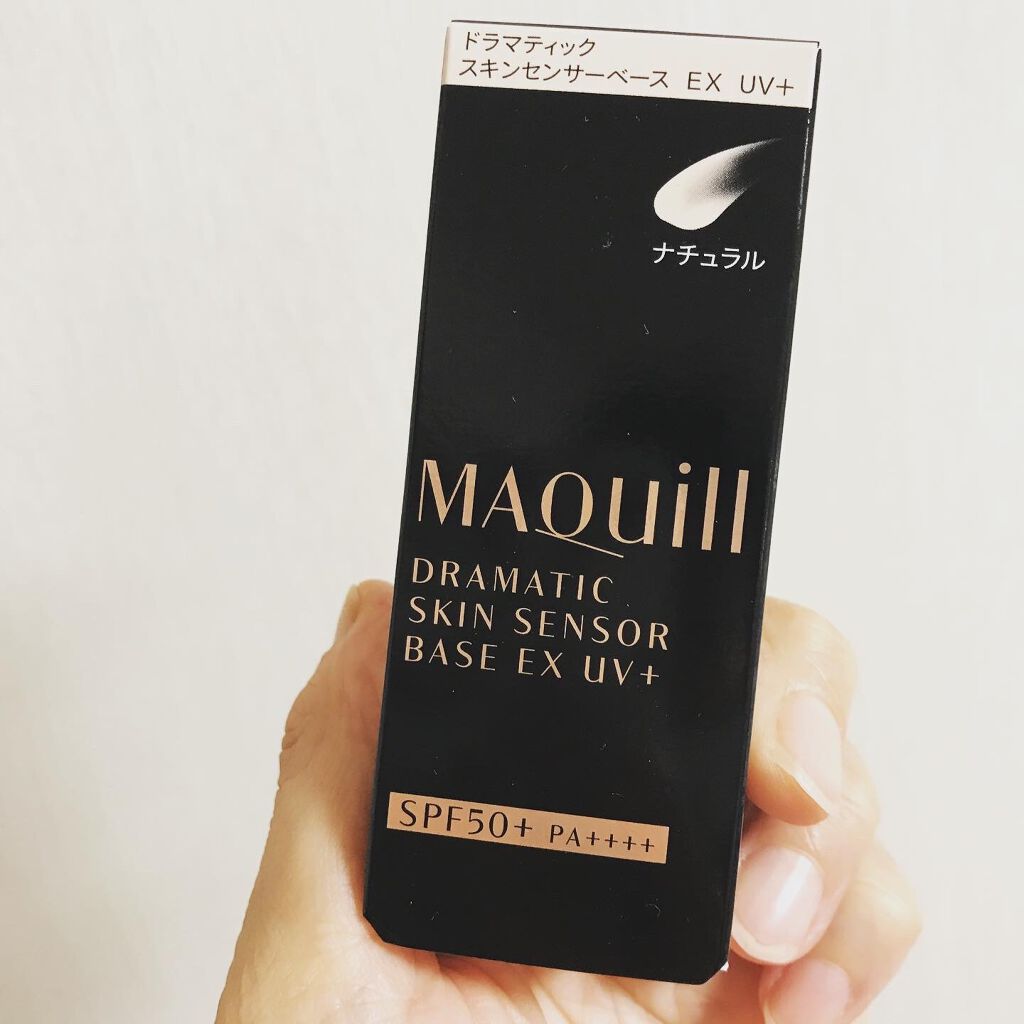 ドラマティック
スキンセンサーベース EX UV+
ナチュラル
MAQuill
DRAMATIC
SKIN SENSOR
BASE EX UV+
SPF50+ PA++++